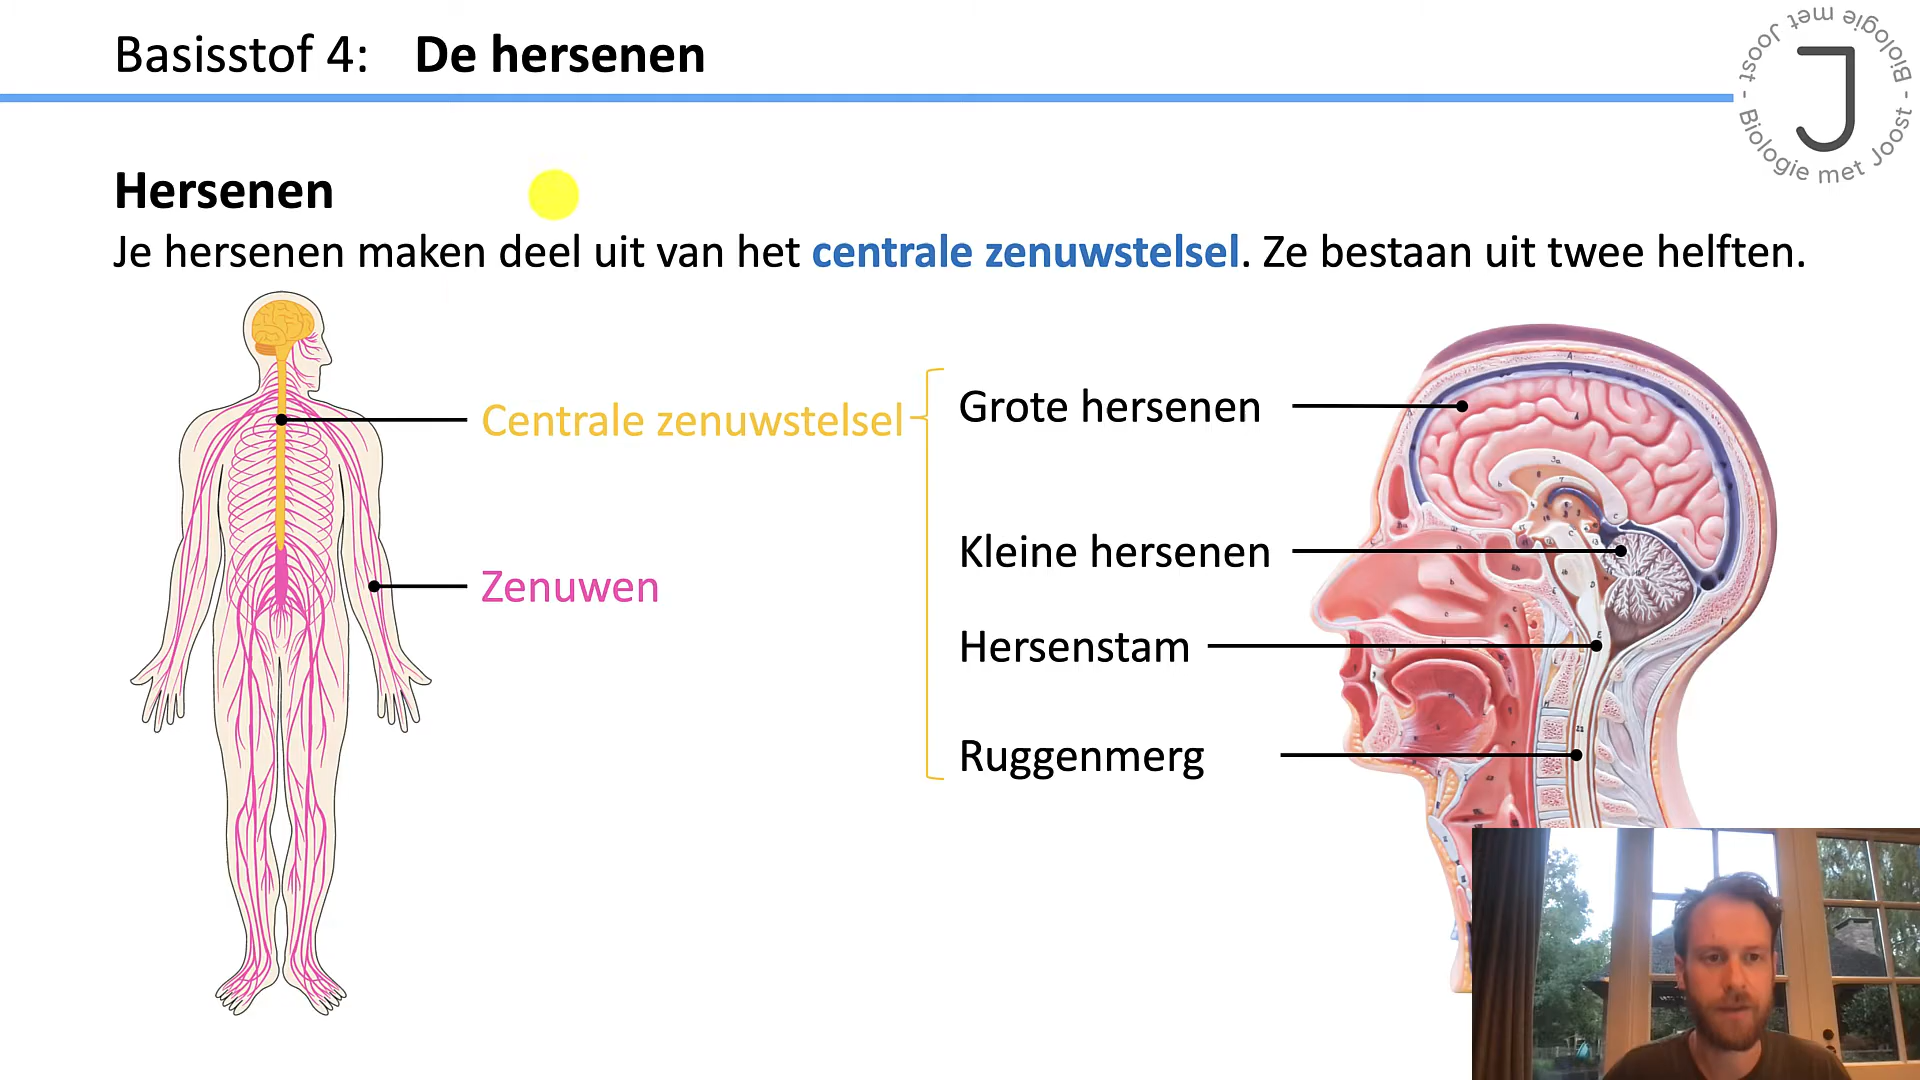 Basisstof 4: De hersenen
Biologie met Joost - Biologie met Joost -
J
Hersenen
Je hersenen maken deel uit van het centrale zenuwstelsel. Ze bestaan uit twee helften.
Centrale zenuwstelsel
Zenuwen
Grote hersenen
Kleine hersenen
Hersenstam
Ruggenmerg